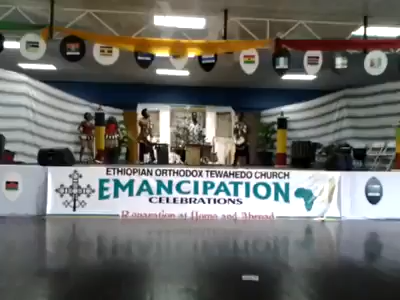 ETHIOPIAN ORTHODOX TEWAHEDO CHURCH
EMANCIPATION
CELEBRATIONS
Reparation at Home and Abroad